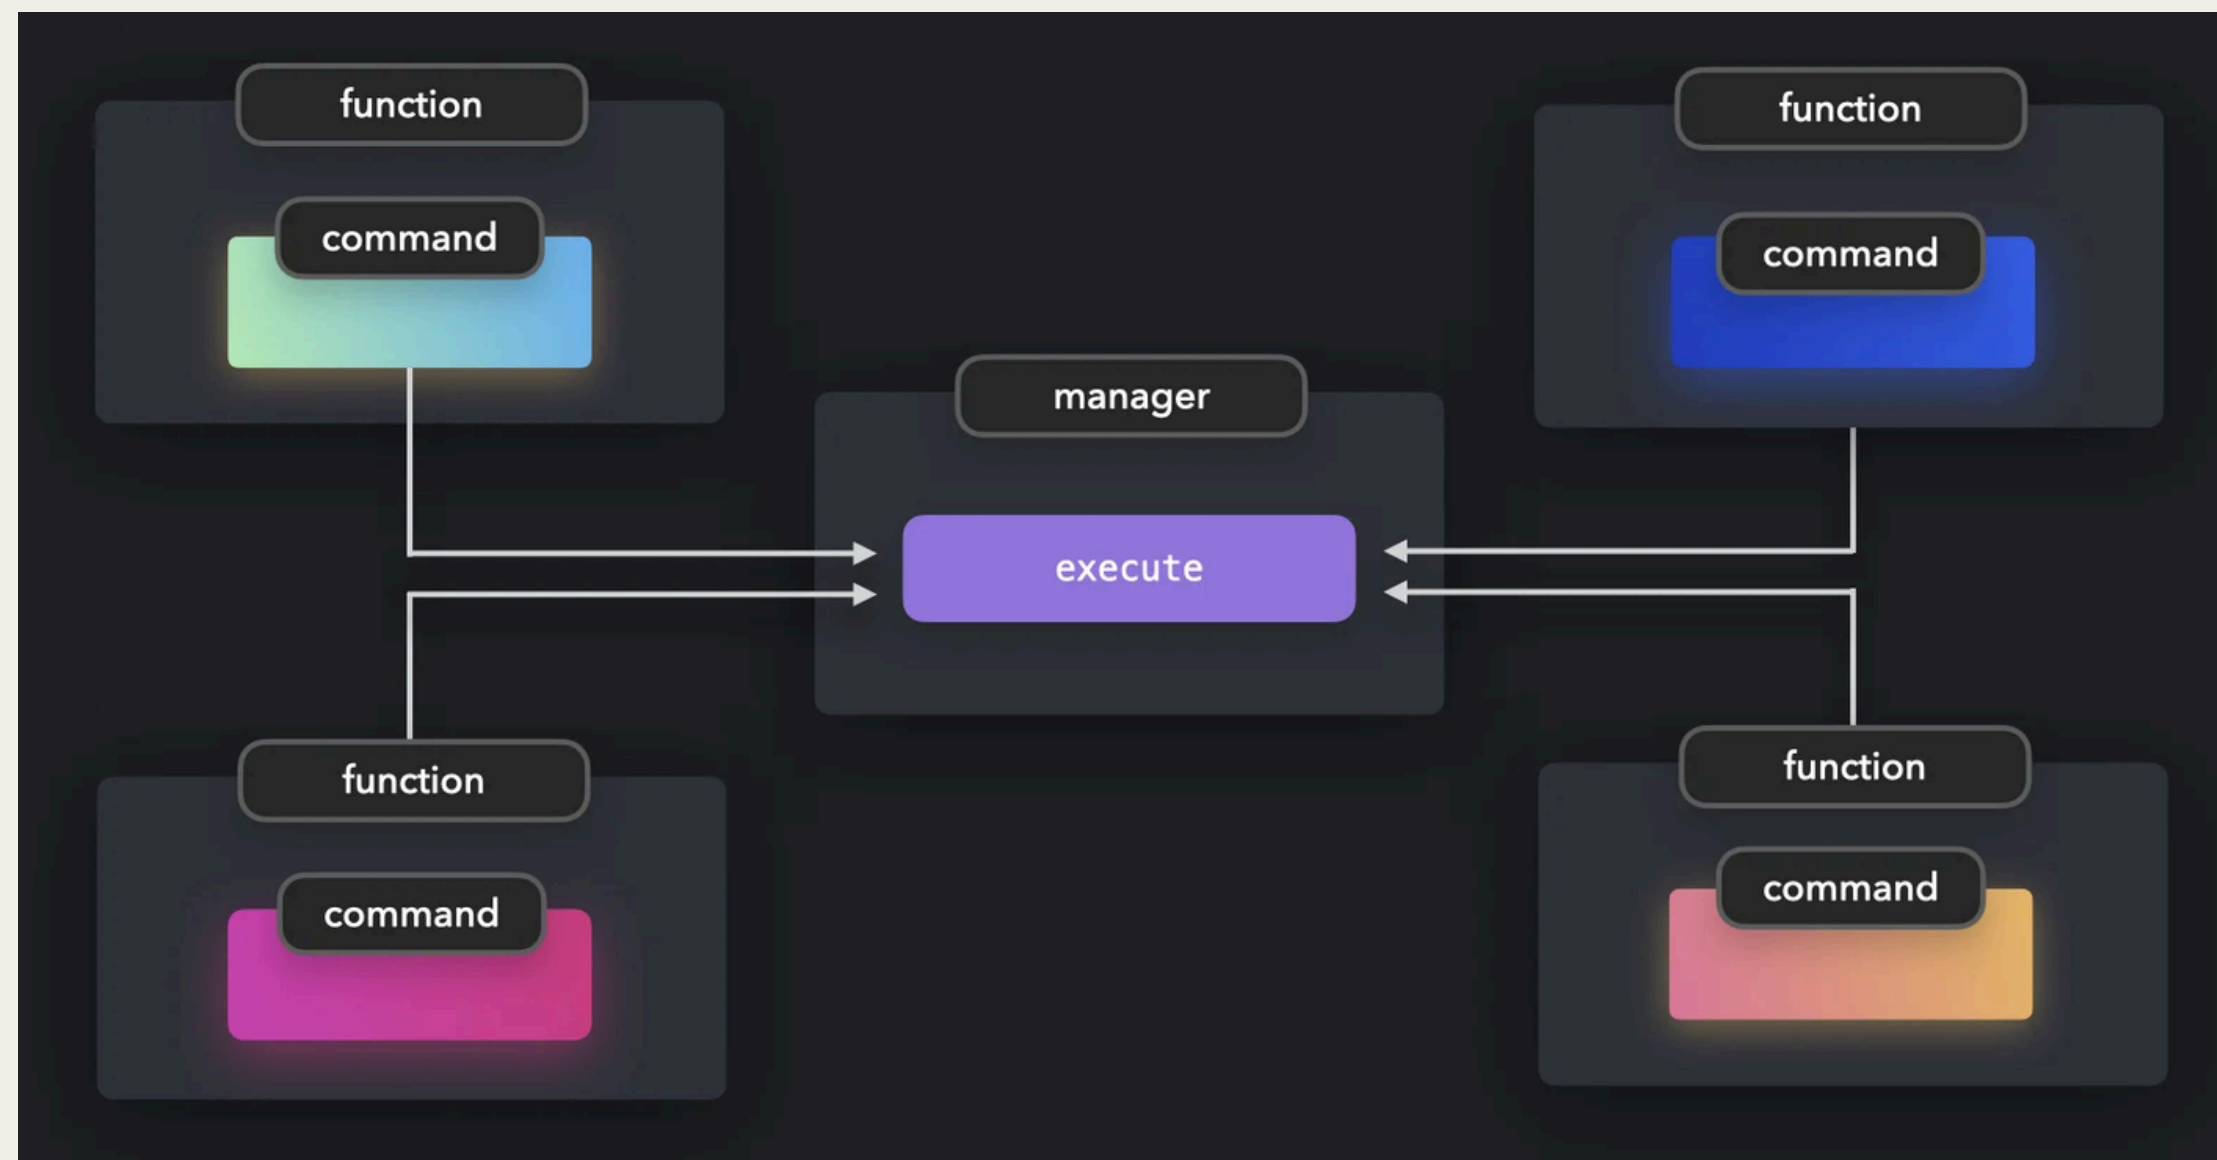 function
command
function
command
manager
execute
function
command
function
command